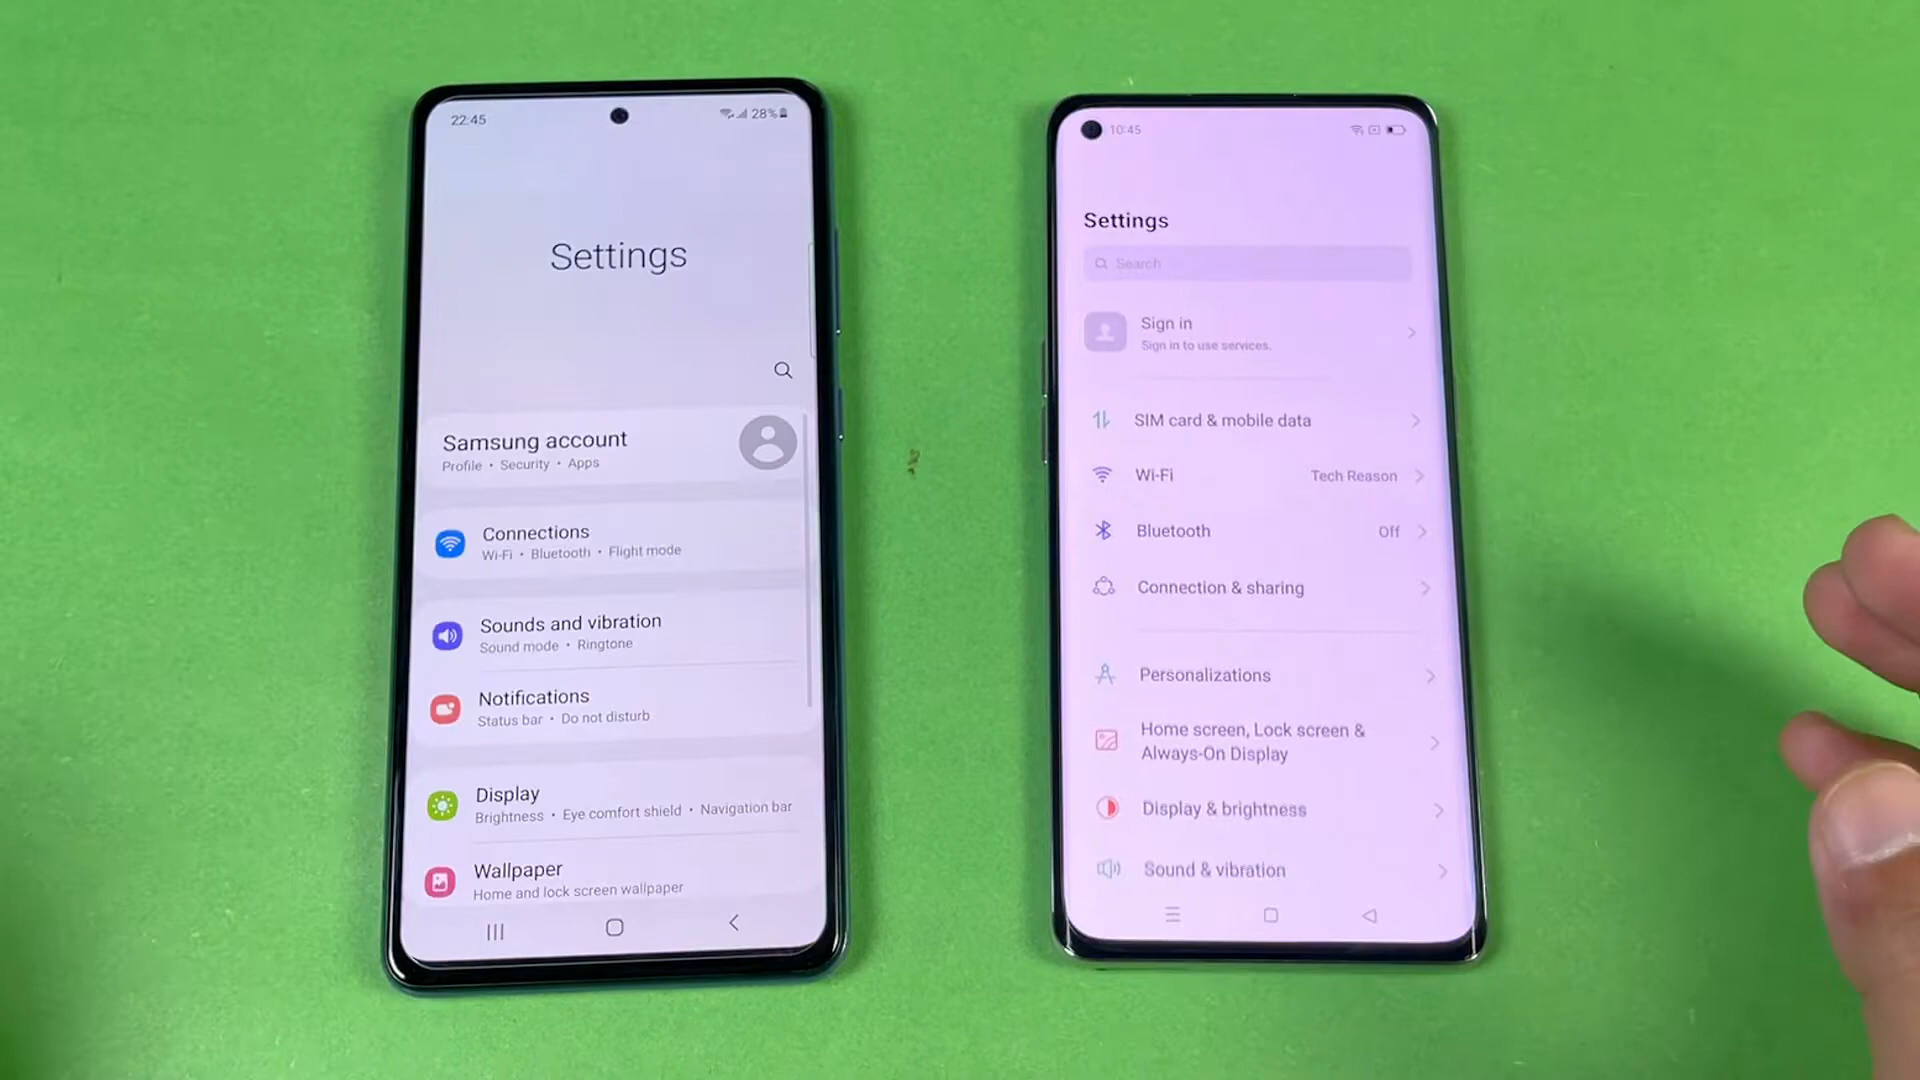 22:45
28%
Settings
Samsung account
Profile • Security • Apps
Connections
Wi-Fi • Bluetooth • Flight mode
Sounds and vibration
Sound mode • Ringtone
Notifications
Status bar • Do not disturb
Display
Brightness • Eye comfort shield • Navigation bar
Wallpaper
Home and lock screen wallpaper
10:45
Settings
Search
Sign in
Sign in to use services.
SIM card & mobile data
Wi-Fi Tech Reason
Bluetooth Off
Connection & sharing
Personalizations
Home screen, Lock screen &
Always-On Display
Display & brightness
Sound & vibration